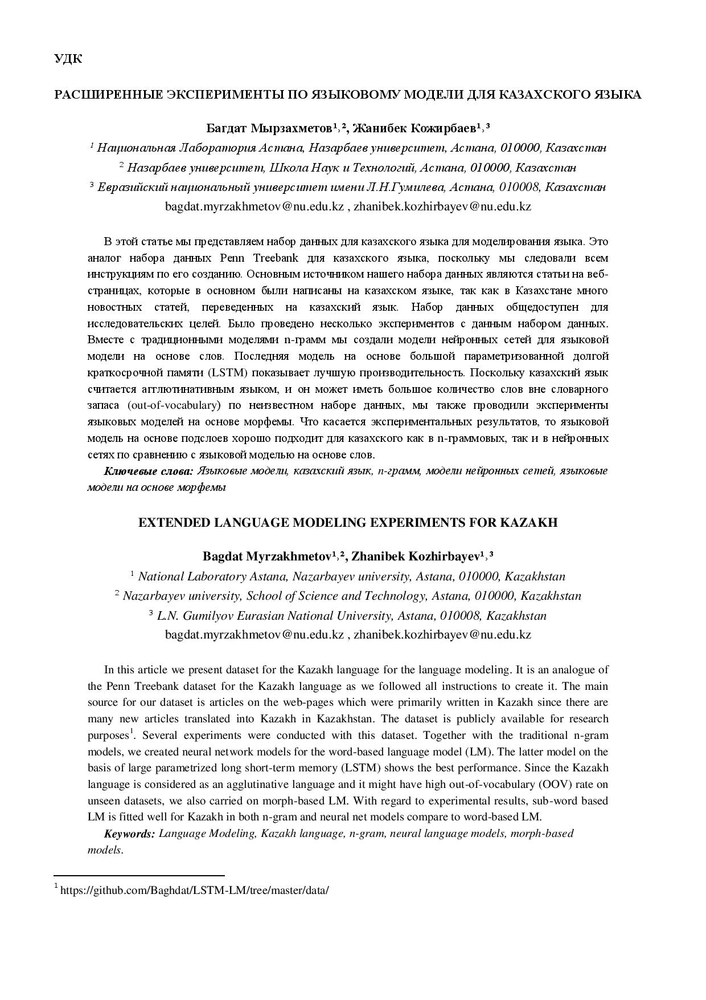 УДК
РАСШИРЕННЫЕ ЭКСПЕРИМЕНТЫ ПО ЯЗЫКОВОМУ МОДЕЛИ ДЛЯ КАЗАХСКОГО ЯЗЫКА
Багдат Мырзахметов¹,², Жанибек Кожирбаев¹,³
¹ Национальная Лаборатория Астана, Назарбаев университет, Астана, 010000, Казахстан
² Назарбаев университет, Школа Наук и Технологий, Астана, 010000, Казахстан
³ Евразийский национальный университет имени Л.Н.Гумилева, Астана, 010008, Казахстан
bagdat.myrzakhmetov@nu.edu.kz , zhanibek.kozhirbayev@nu.edu.kz
В этой статье мы представляем набор данных для казахского языка для моделирования языка. Это
аналог набора данных Penn Treebank для казахского языка, поскольку мы следовали всем
инструкциям по его созданию. Основным источником нашего набора данных являются статьи на веб-
страницах, которые в основном были написаны на казахском языке, так как в Казахстане много
новостных статей, переведенных на казахский язык. Набор данных общедоступен для
исследовательских целей. Было проведено несколько экспериментов с данным набором данных.
Вместе с традиционными моделями n-грамм мы создали модели нейронных сетей для языковой
модели на основе слов. Последняя модель на основе большой параметризованной долгой
краткосрочной памяти (LSTM) показывает лучшую производительность. Поскольку казахский язык
считается агглютинативным языком, и он может иметь большое количество слов вне словарного
запаса (out-of-vocabulary) по неизвестном наборе данных, мы также проводили эксперименты
языковых моделей на основе морфемы. Что касается экспериментальных результатов, то языковой
модель на основе подслоев хорошо подходит для казахского как в n-граммовых, так и в нейронных
сетях по сравнению с языковой моделью на основе слов.
Ключевые слова: Языковые модели, казахский язык, n-грамм, модели нейронных сетей, языковые
модели на основе морфемы
EXTENDED LANGUAGE MODELING EXPERIMENTS FOR KAZAKH
Bagdat Myrzakhmetov¹,², Zhanibek Kozhirbayev¹,³
¹ National Laboratory Astana, Nazarbayev university, Astana, 010000, Kazakhstan
² Nazarbayev university, School of Science and Technology, Astana, 010000, Kazakhstan
³ L.N. Gumilyov Eurasian National University, Astana, 010008, Kazakhstan
bagdat.myrzakhmetov@nu.edu.kz , zhanibek.kozhirbayev@nu.edu.kz
In this article we present dataset for the Kazakh language for the language modeling. It is an analogue of
the Penn Treebank dataset for the Kazakh language as we followed all instructions to create it. The main
source for our dataset is articles on the web-pages which were primarily written in Kazakh since there are
many new articles translated into Kazakh in Kazakhstan. The dataset is publicly available for research
purposes¹. Several experiments were conducted with this dataset. Together with the traditional n-gram
models, we created neural network models for the word-based language model (LM). The latter model on the
basis of large parametrized long short-term memory (LSTM) shows the best performance. Since the Kazakh
language is considered as an agglutinative language and it might have high out-of-vocabulary (OOV) rate on
unseen datasets, we also carried on morph-based LM. With regard to experimental results, sub-word based
LM is fitted well for Kazakh in both n-gram and neural net models compare to word-based LM.
Keywords: Language Modeling, Kazakh language, n-gram, neural language models, morph-based
models.
¹ https://github.com/Baghdat/LSTM-LM/tree/master/data/